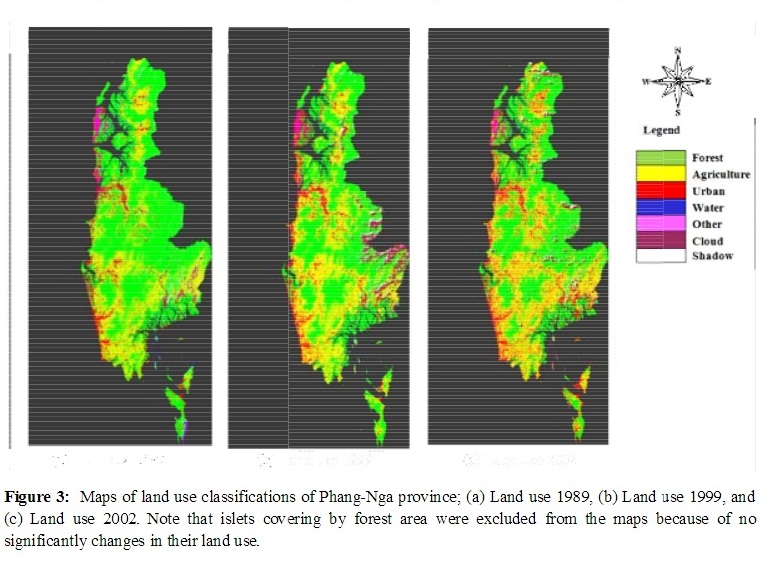 N
W
E
S
Legend
Forest
Agriculture
Urban
Water
Other
Cloud
Shadow
Figure 3: Maps of land use classifications of Phang-Nga province; (a) Land use 1989, (b) Land use 1999, and
(c) Land use 2002. Note that islets covering by forest area were excluded from the maps because of no
significantly changes in their land use.